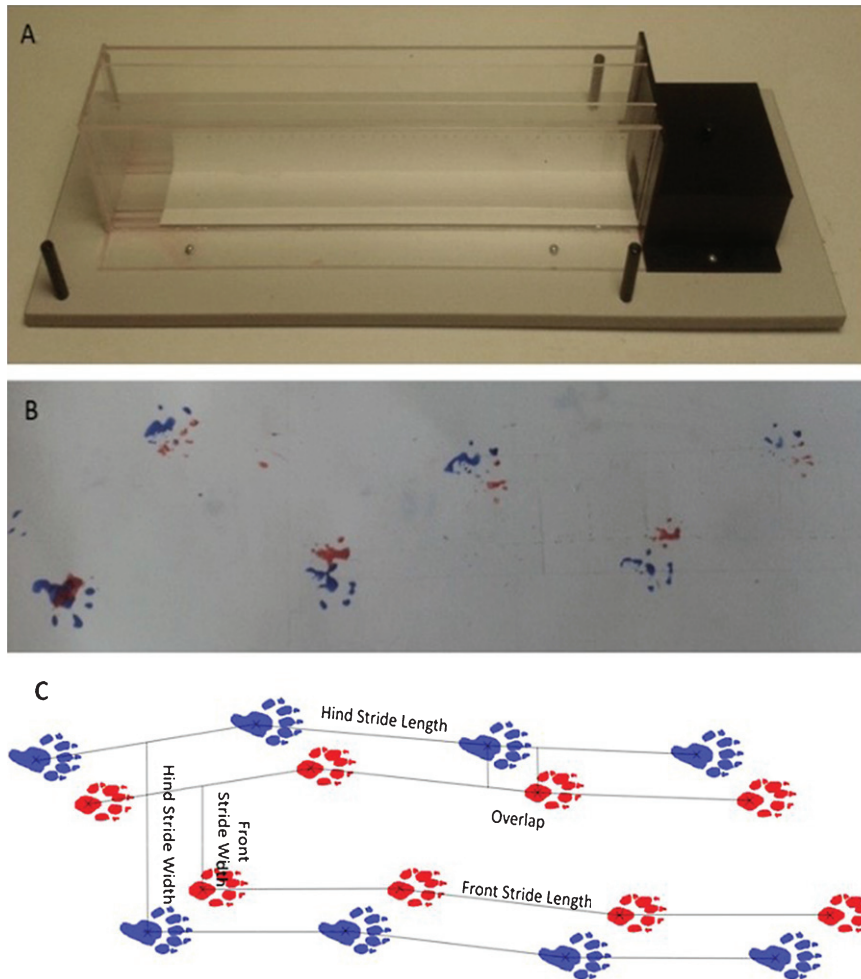 A
B
C
Hind Stride Length
Hind Stride Width
Front
Stride Width
Overlap
Front Stride Length